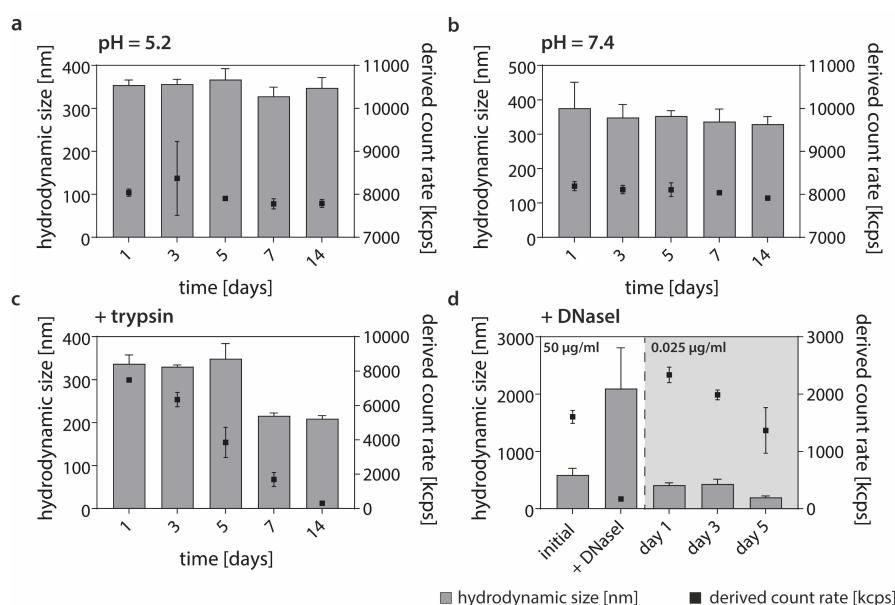 a
pH = 5.2
hydrodynamic size [nm]
400
300
200
100
0
11000
10000
9000
8000
7000
derived count rate [kcps]
1 3 5 7 14
time [days]
b
pH = 7.4
hydrodynamic size [nm]
500
400
300
200
100
0
11000
10000
9000
8000
7000
derived count rate [kcps]
1 3 5 7 14
time [days]
c
+ trypsin
hydrodynamic size [nm]
400
300
200
100
0
10000
8000
6000
4000
2000
0
derived count rate [kcps]
1 3 5 7 14
time [days]
d
+ DNaseI
hydrodynamic size [nm]
3000
2000
1000
0
50 µg/ml 0.025 µg/ml
3000
2000
1000
0
derived count rate [kcps]
initial + DNaseI day 1 day 3 day 5
hydrodynamic size [nm] derived count rate [kcps]